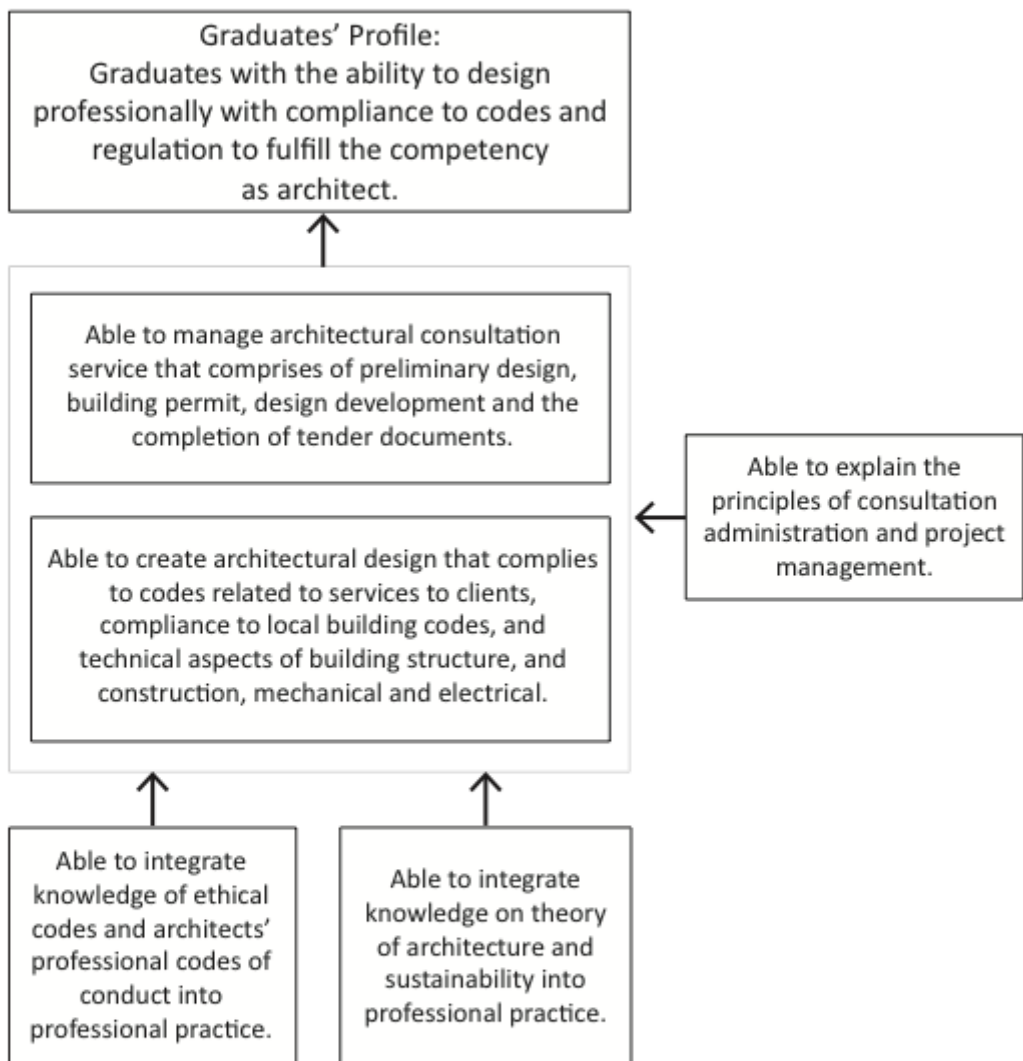 Graduates' Profile:
Graduates with the ability to design
professionally with compliance to codes and
regulation to fulfill the competency
as architect.
Able to manage architectural consultation
service that comprises of preliminary design,
building permit, design development and the
completion of tender documents.
Able to create architectural design that complies
to codes related to services to clients,
compliance to local building codes, and
technical aspects of building structure, and
construction, mechanical and electrical.
Able to explain the
principles of consultation
administration and project
management.
Able to integrate
knowledge of ethical
codes and architects'
professional codes of
conduct into
professional practice.
Able to integrate
knowledge on theory
of architecture and
sustainability into
professional practice.